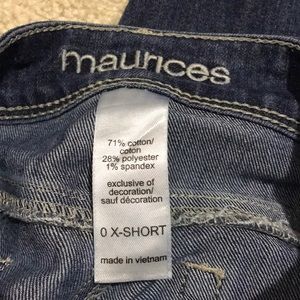 maurices
71% cotton/
coton
28% polyester
1% spandex
exclusive of
decoration/
sauf décoration
0 X-SHORT
made in vietnam